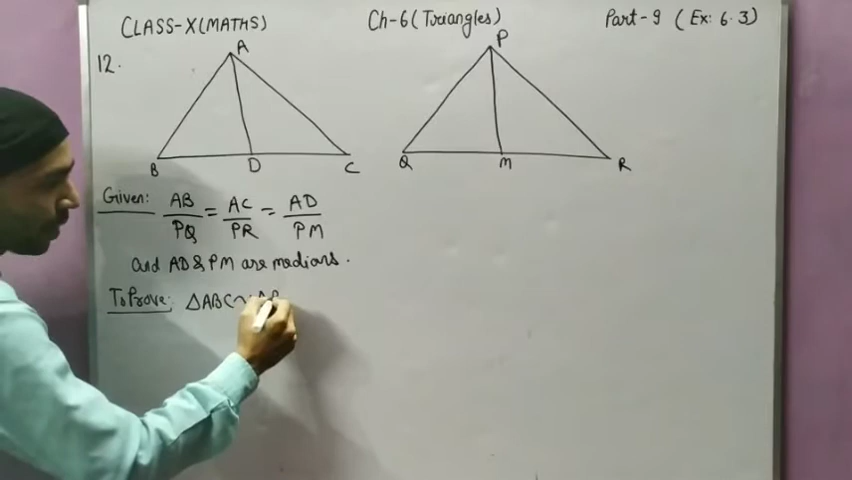 CLASS-X(MATHS) Ch-6(Triangles) Part-9 (Ex: 6.3)
12.
A
P
B D C
Q M R
Given: AB/PQ = AC/PR = AD/PM
and AD & PM are medians.
To Prove: △ABC ~